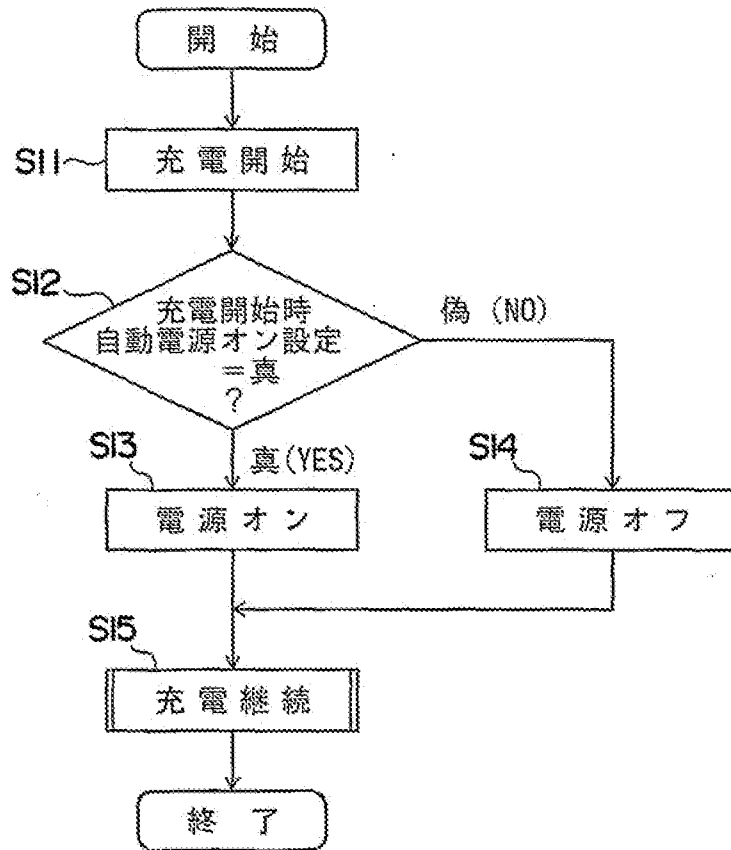 開始
S11
充電開始
S12
充電開始時
自動電源オン設定
＝真
?
偽 (NO)
S13
真(YES)
S14
電源オン
電源オフ
S15
充電継続
終了